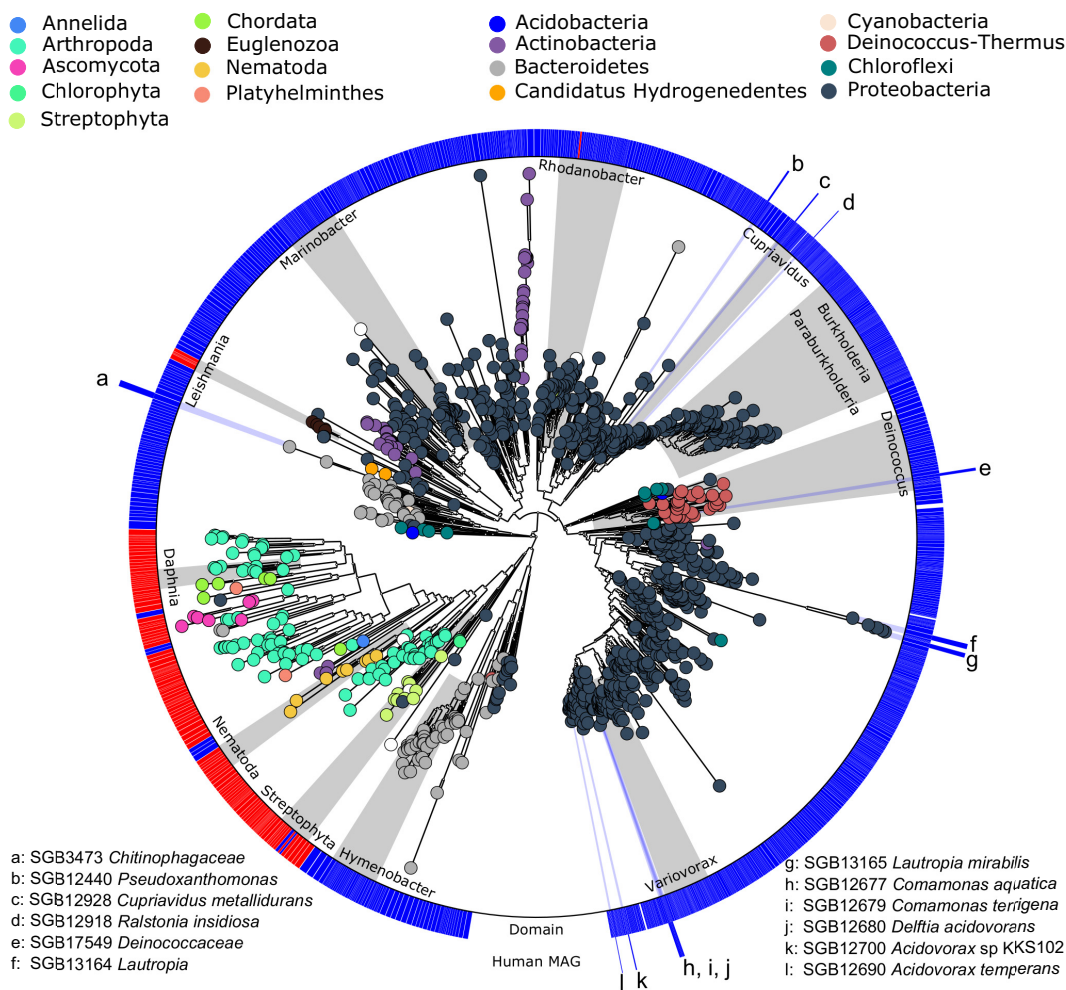 Annelida
Arthropoda
Ascomycota
Chlorophyta
Streptophyta
Chordata
Euglenozoa
Nematoda
Platyhelminthes
Acidobacteria
Actinobacteria
Bacteroidetes
Candidatus Hydrogenedentes
Cyanobacteria
Deinococcus-Thermus
Chloroflexi
Proteobacteria
Rhodanobacter
Marinobacter
Cupriavidus
Burkholderia
Paraburkholderia
Deinococcus
Leishmania
Daphnia
Nematoda
Streptophyta
Hymenobacter
Variovorax
Domain
Human MAG
a
b
c
d
e
f
g
h, i, j
k
l
a: SGB3473 Chitinophagaceae
b: SGB12440 Pseudoxanthomonas
c: SGB12928 Cupriavidus metallidurans
d: SGB12918 Ralstonia insidiosa
e: SGB17549 Deinococcaceae
f: SGB13164 Lautropia
g: SGB13165 Lautropia mirabilis
h: SGB12677 Comamonas aquatica
i: SGB12679 Comamonas terrigena
j: SGB12680 Delftia acidovorans
k: SGB12700 Acidovorax sp KKS102
l: SGB12690 Acidovorax temperans